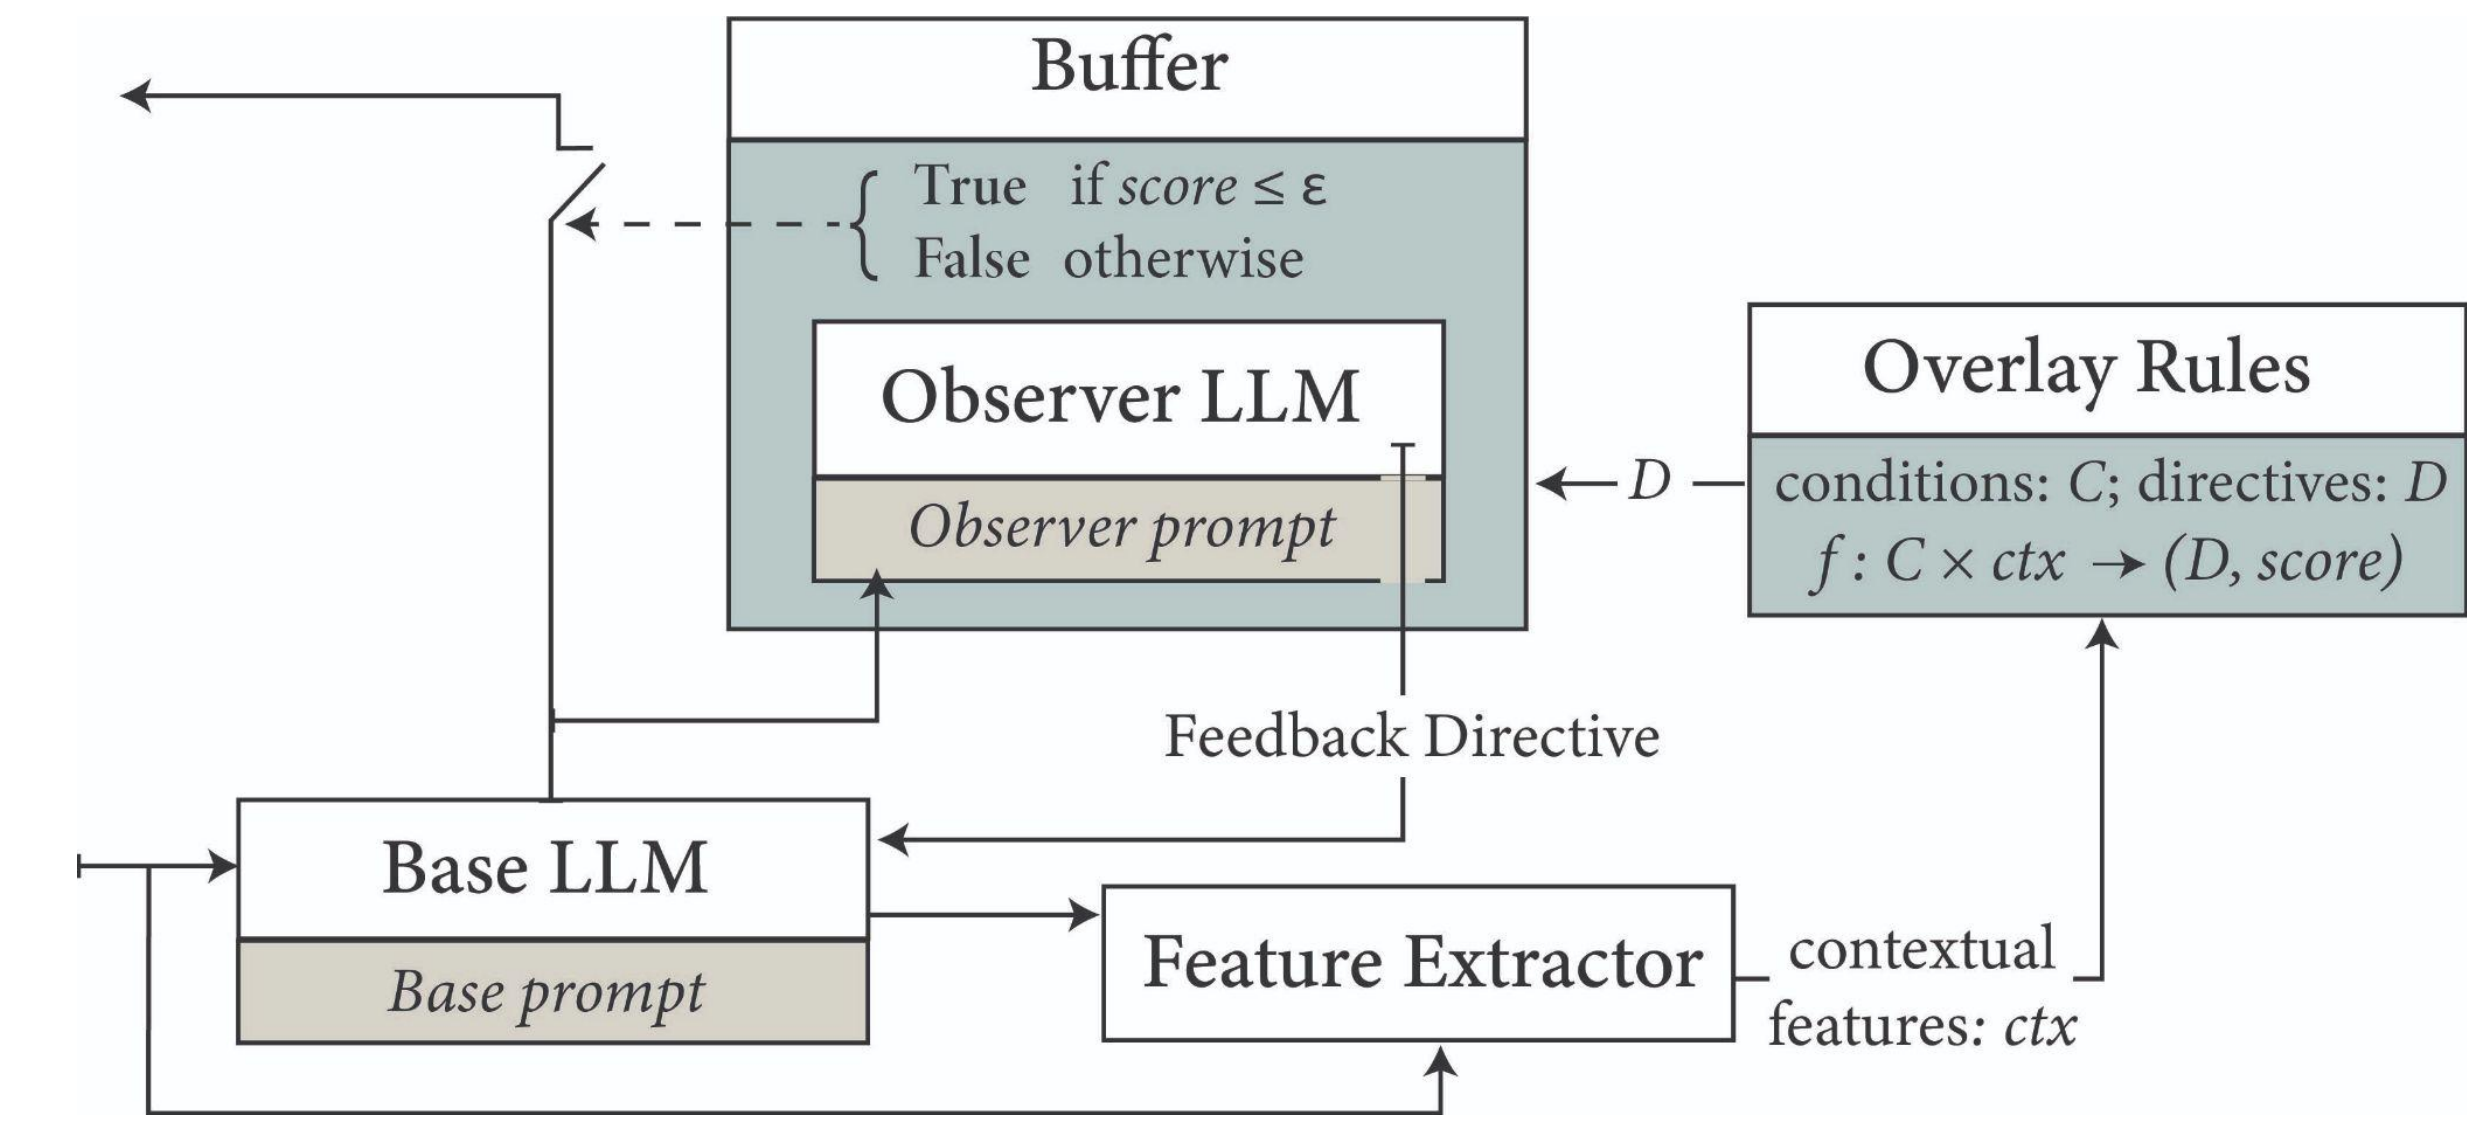 Buffer
True if score ≤ ε
False otherwise
Observer LLM
Observer prompt
Overlay Rules
conditions: C; directives: D
f : C × ctx → (D, score)
D
Feedback Directive
Base LLM
Base prompt
Feature Extractor
contextual
features: ctx